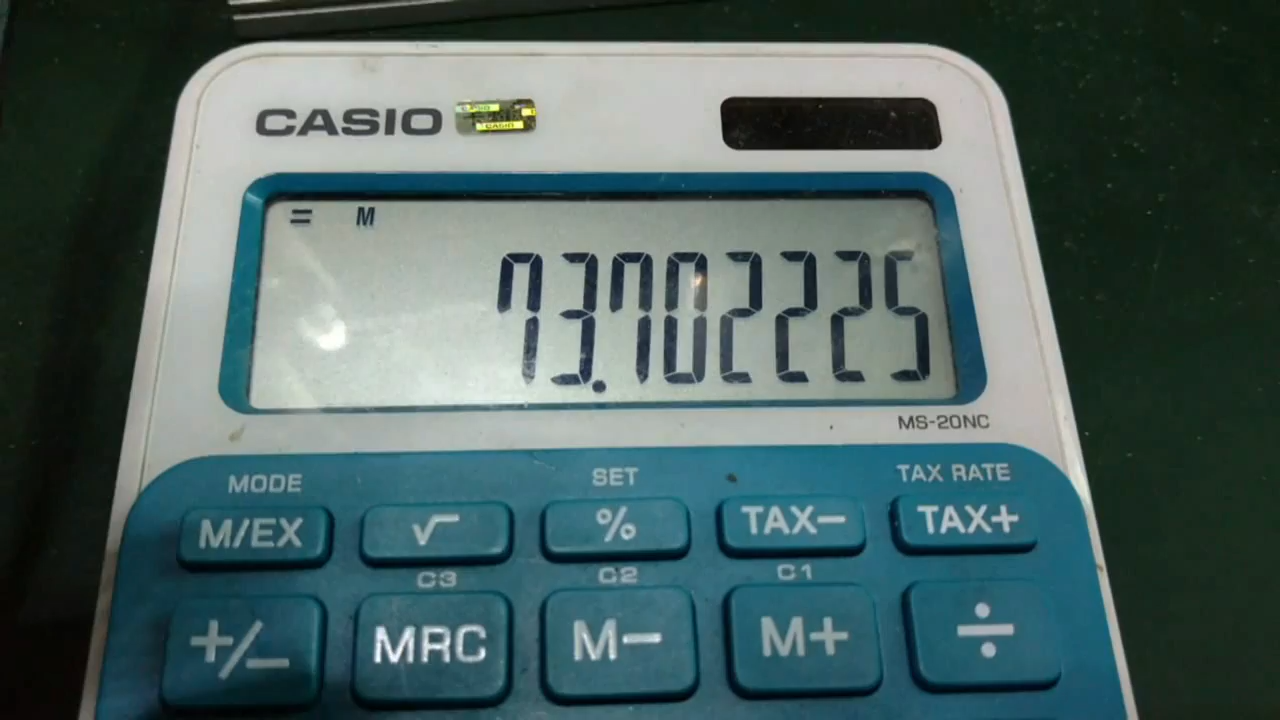 CASIO
= M
73.702225
MS-20NC
MODE SET TAX RATE
M/EX √ % TAX− TAX+
C3 C2 C1
+/− MRC M− M+ ÷